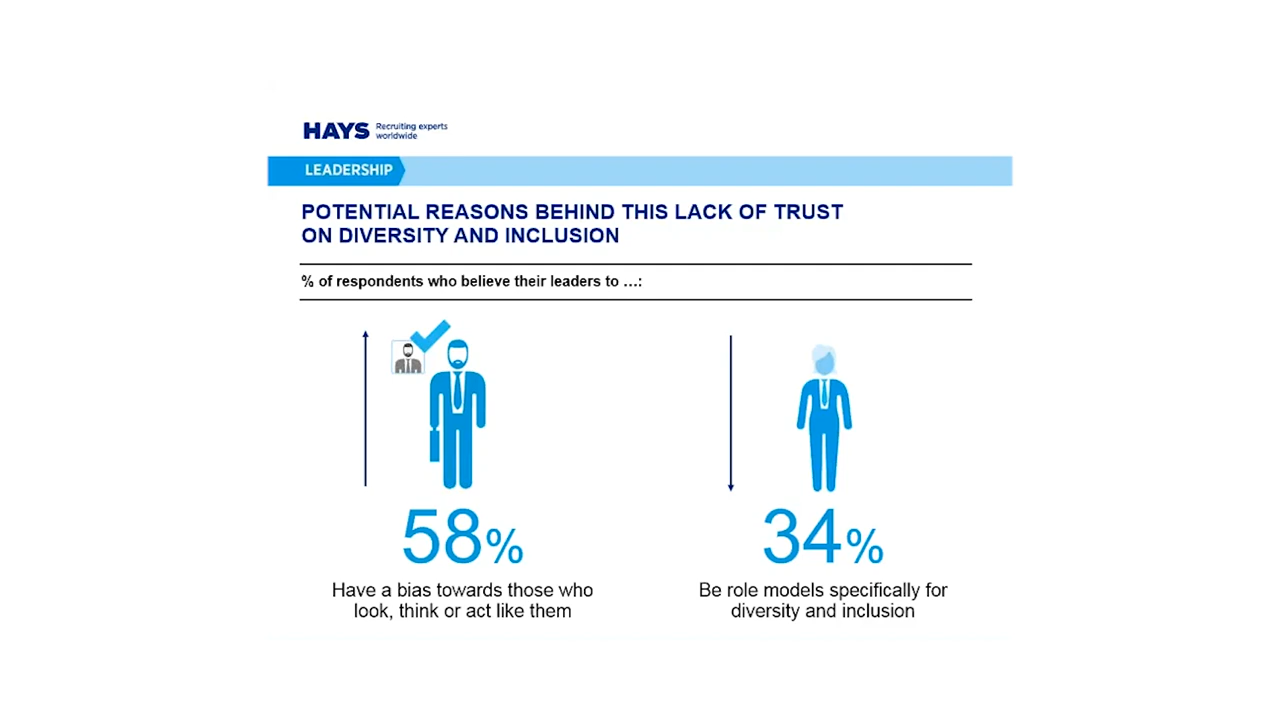 HAYS Recruiting experts
worldwide
LEADERSHIP
POTENTIAL REASONS BEHIND THIS LACK OF TRUST
ON DIVERSITY AND INCLUSION
% of respondents who believe their leaders to ...:
58%
Have a bias towards those who
look, think or act like them
34%
Be role models specifically for
diversity and inclusion